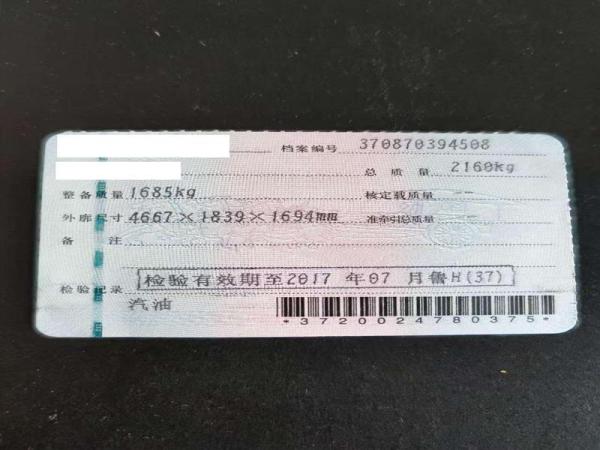 档案编号 370870394508
总质量 2160kg
整备质量 1685kg 核定载质量 --
外廓尺寸 4667×1839×1694mm 准牵引总质量 --
备注
检验记录 检验有效期至2017年07月鲁H(37)
汽油
*3720024780375*